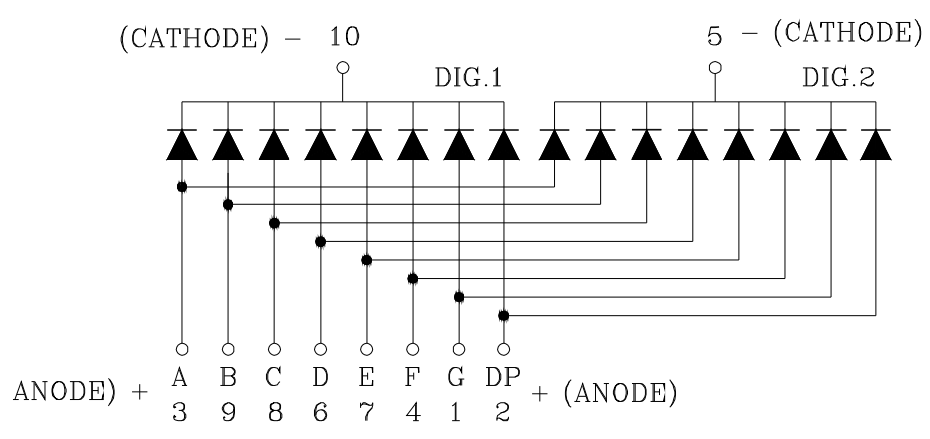 (CATHODE) - 10
5 - (CATHODE)
DIG.1
DIG.2
A B C D E F G DP
ANODE) +
+ (ANODE)
3 9 8 6 7 4 1 2